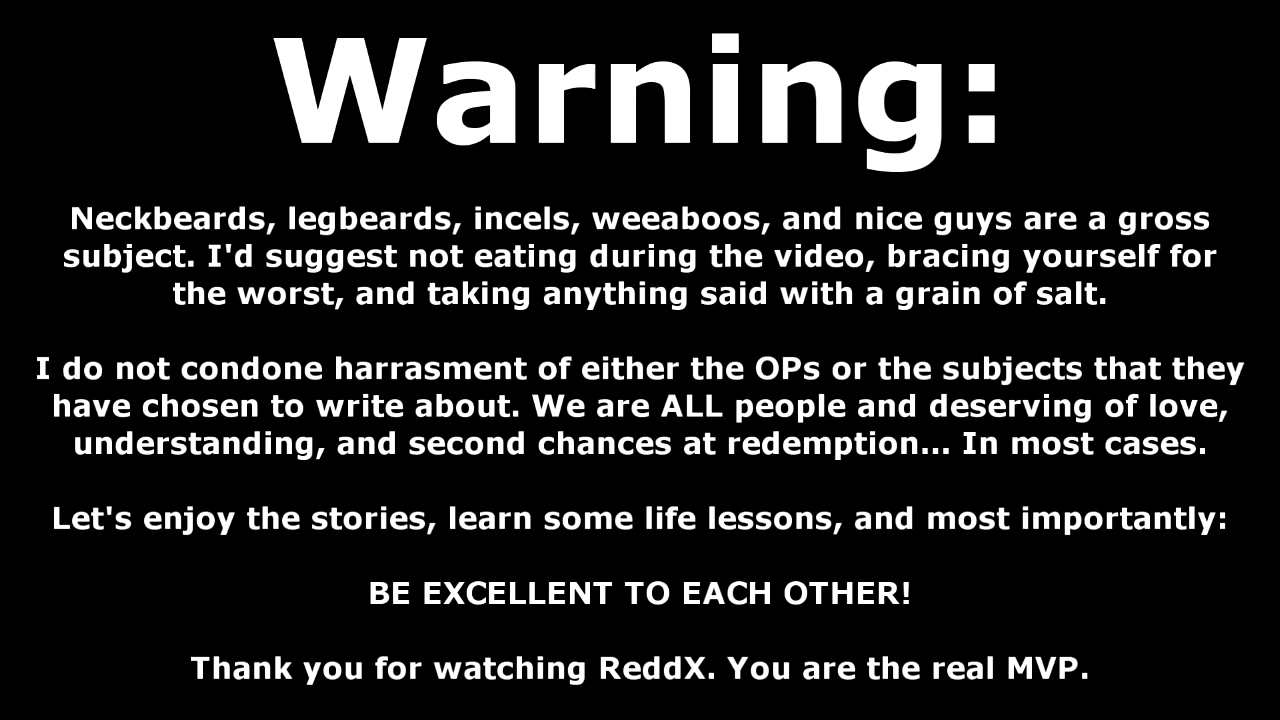 Warning:
Neckbeards, legbeards, incels, weeaboos, and nice guys are a gross
subject. I'd suggest not eating during the video, bracing yourself for
the worst, and taking anything said with a grain of salt.
I do not condone harrasment of either the OPs or the subjects that they
have chosen to write about. We are ALL people and deserving of love,
understanding, and second chances at redemption... In most cases.
Let's enjoy the stories, learn some life lessons, and most importantly:
BE EXCELLENT TO EACH OTHER!
Thank you for watching ReddX. You are the real MVP.